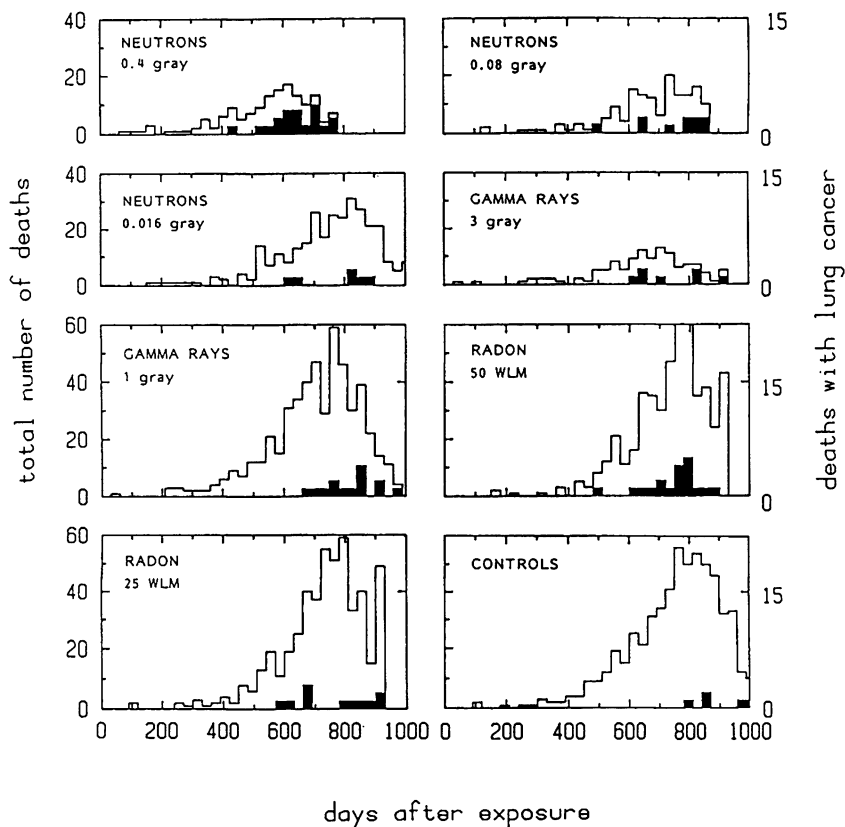 total number of deaths
deaths with lung cancer
40
20
0
NEUTRONS
0.4 gray
NEUTRONS
0.08 gray
15
0
40
20
0
NEUTRONS
0.016 gray
GAMMA RAYS
3 gray
15
0
60
40
20
0
GAMMA RAYS
1 gray
RADON
50 WLM
15
0
60
40
20
0
RADON
25 WLM
CONTROLS
15
0
0 200 400 600 800 1000
0 200 400 600 800 1000
days after exposure